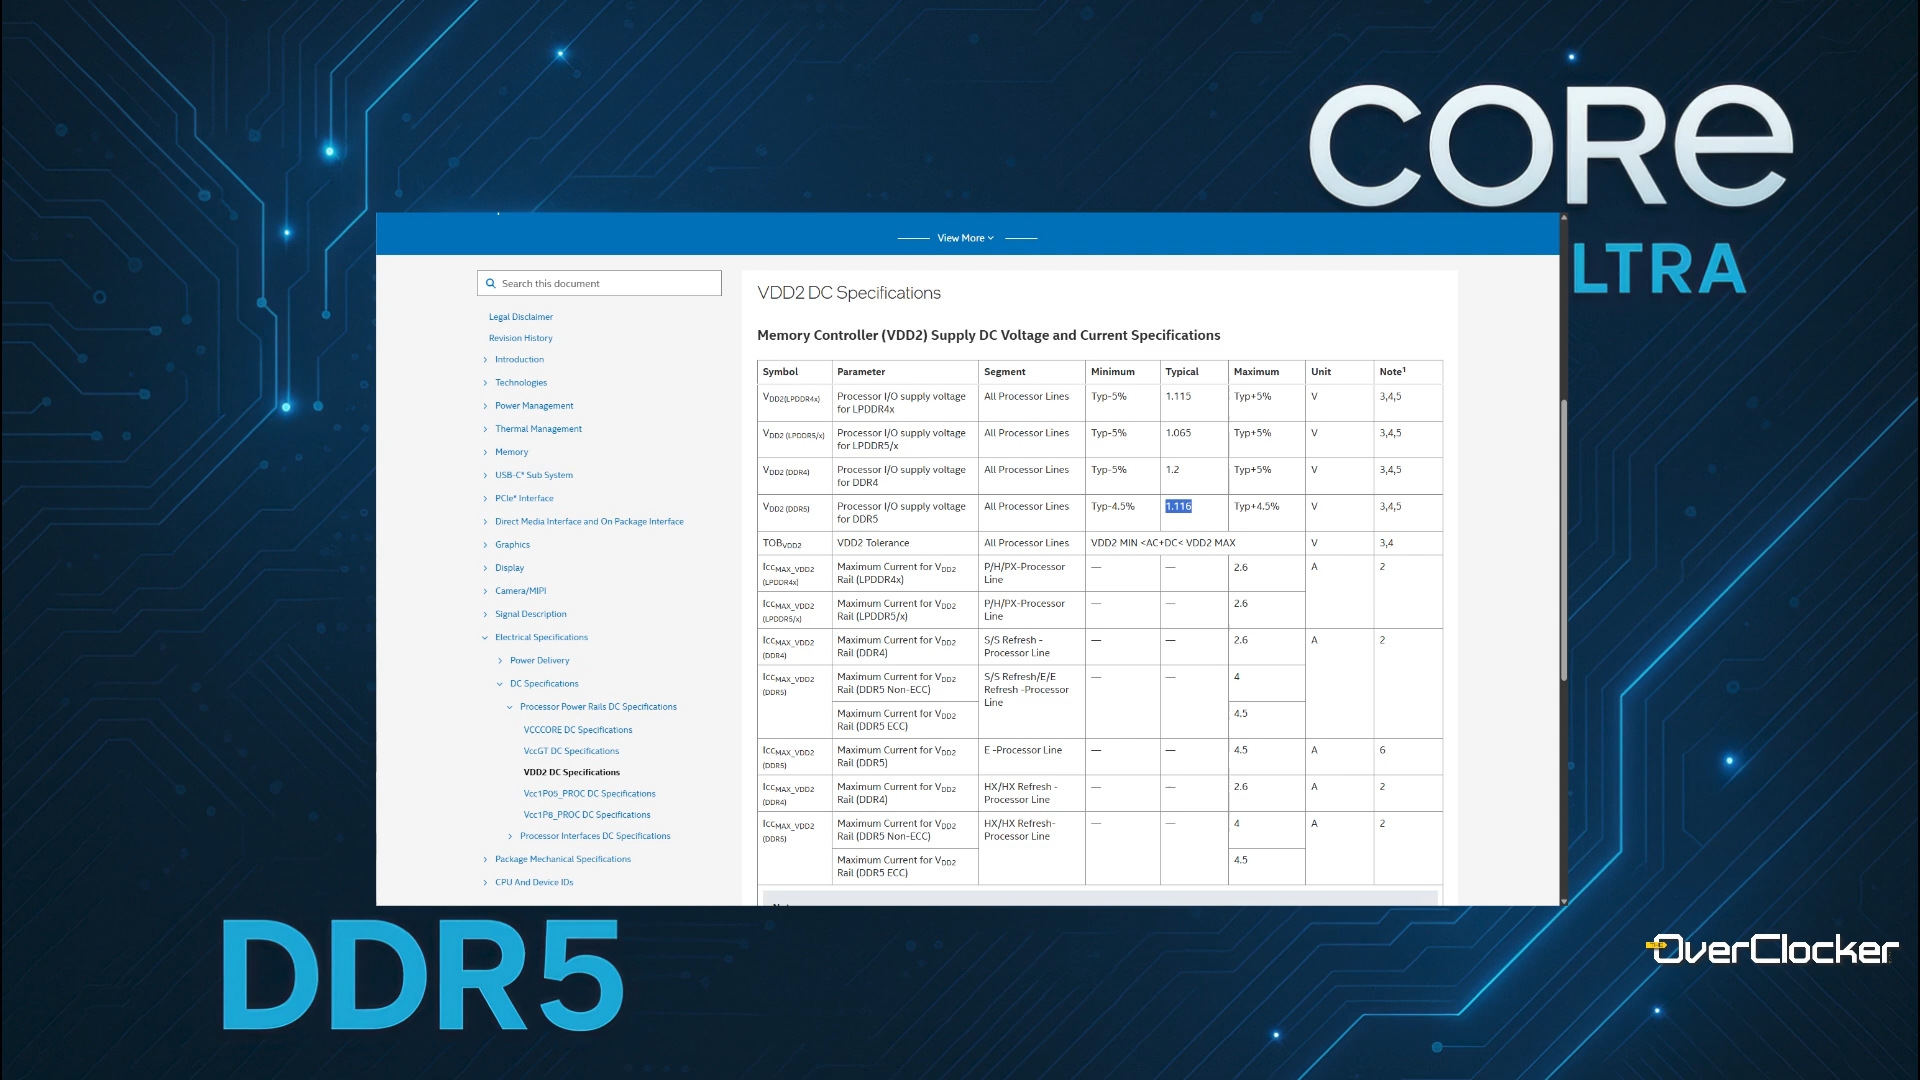 CORE
LTRA
View More
Search this document
Legal Disclaimer
Revision History
Introduction
Technologies
Power Management
Thermal Management
Memory
USB-C* Sub System
PCIe* Interface
Direct Media Interface and On Package Interface
Graphics
Display
Camera/MIPI
Signal Description
Electrical Specifications
Power Delivery
DC Specifications
Processor Power Rails DC Specifications
VCCCORE DC Specifications
VccGT DC Specifications
VDD2 DC Specifications
Vcc1P05_PROC DC Specifications
Vcc1P8_PROC DC Specifications
Processor Interfaces DC Specifications
Package Mechanical Specifications
CPU And Device IDs
VDD2 DC Specifications
Memory Controller (VDD2) Supply DC Voltage and Current Specifications
Symbol Parameter Segment Minimum Typical Maximum Unit Note1
VDD2(LPDDR4x) Processor I/O supply voltage All Processor Lines Typ-5% 1.115 Typ+5% V 3,4,5
for LPDDR4x
VDD2 (LPDDR5/x) Processor I/O supply voltage All Processor Lines Typ-5% 1.065 Typ+5% V 3,4,5
for LPDDR5/x
VDD2 (DDR4) Processor I/O supply voltage All Processor Lines Typ-5% 1.2 Typ+5% V 3,4,5
for DDR4
VDD2 (DDR5) Processor I/O supply voltage All Processor Lines Typ-4.5% 1.116 Typ+4.5% V 3,4,5
for DDR5
TOBVDD2 VDD2 Tolerance All Processor Lines VDD2 MIN <AC+DC< VDD2 MAX V 3,4
IccMAX_VDD2 Maximum Current for VDD2 P/H/PX-Processor — — 2.6 A 2
(LPDDR4x) Rail (LPDDR4x) Line
IccMAX_VDD2 Maximum Current for VDD2 P/H/PX-Processor — — 2.6
(LPDDR5/x) Rail (LPDDR5/x) Line
IccMAX_VDD2 Maximum Current for VDD2 S/S Refresh - — — 2.6 A 2
(DDR4) Rail (DDR4) Processor Line
IccMAX_VDD2 Maximum Current for VDD2 S/S Refresh/E/E — — 4
(DDR5) Rail (DDR5 Non-ECC) Refresh -Processor
Line
Maximum Current for VDD2 4.5
Rail (DDR5 ECC)
IccMAX_VDD2 Maximum Current for VDD2 E -Processor Line — — 4.5 A 6
(DDR5) Rail (DDR5)
IccMAX_VDD2 Maximum Current for VDD2 HX/HX Refresh - — — 2.6 A 2
(DDR4) Rail (DDR4) Processor Line
IccMAX_VDD2 Maximum Current for VDD2 HX/HX Refresh- — — 4 A 2
(DDR5) Rail (DDR5 Non-ECC) Processor Line
Maximum Current for VDD2 4.5
Rail (DDR5 ECC)
DDR5
OverClocker